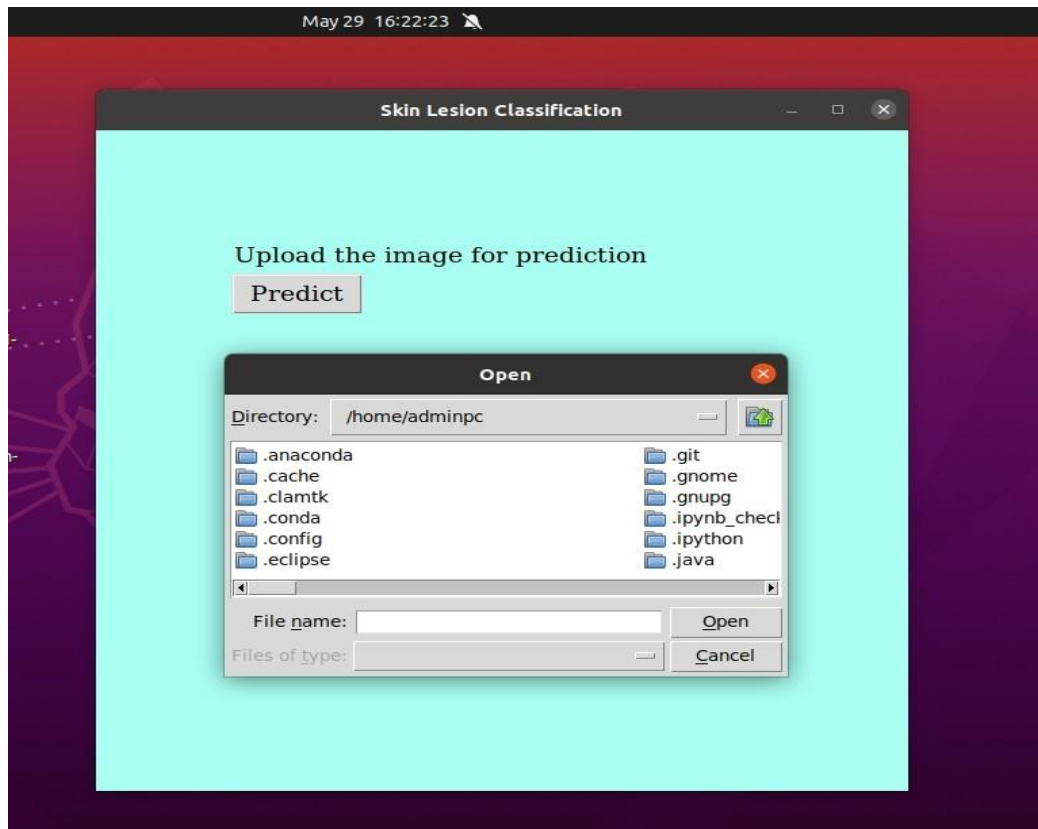 May 29 16:22:23
Skin Lesion Classification
Upload the image for prediction
Predict
Open
Directory: /home/adminpc
.anaconda .git
.cache .gnome
.clamtk .gnupg
.conda .ipynb_check
.config .ipython
.eclipse .java
File name: Open
Files of type: Cancel